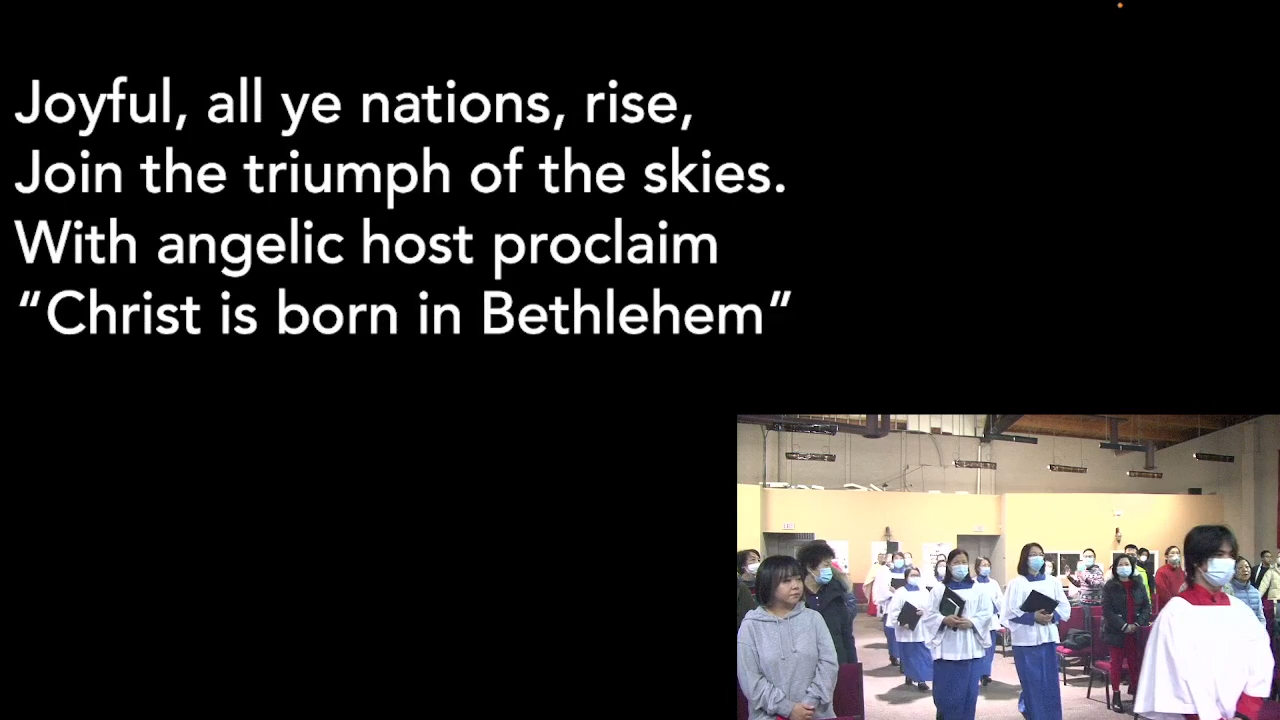 Joyful, all ye nations, rise,
Join the triumph of the skies.
With angelic host proclaim
“Christ is born in Bethlehem”